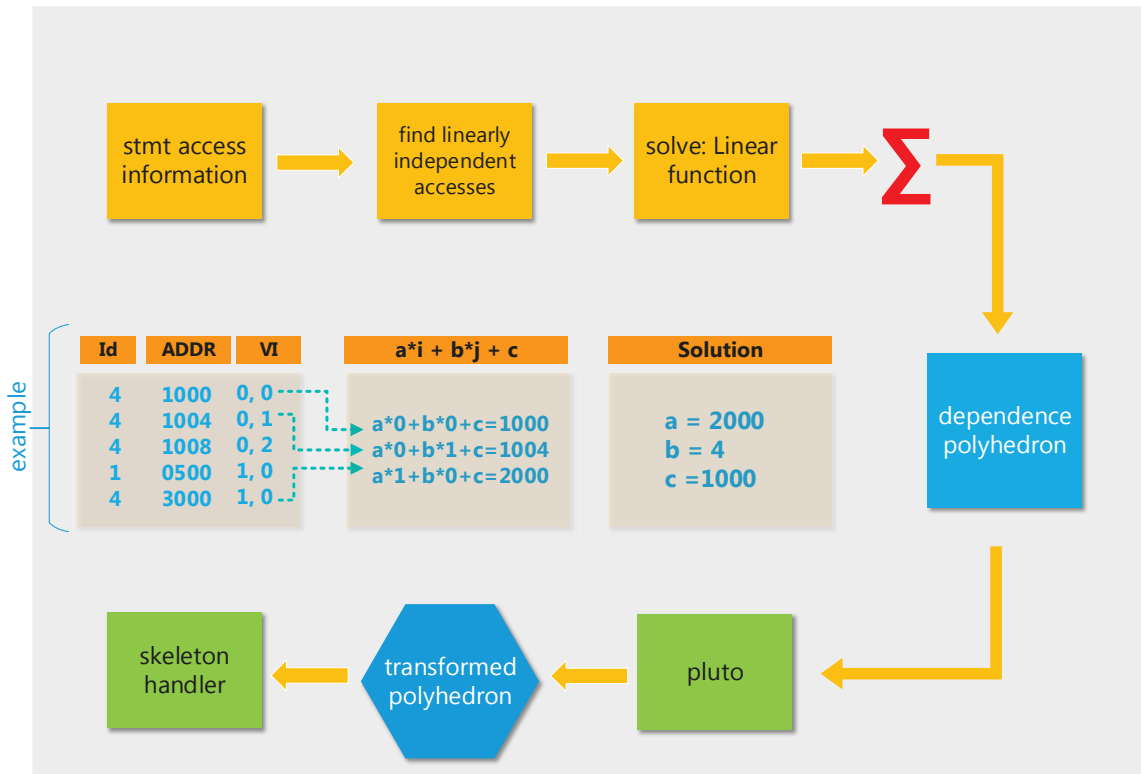 stmt access
information
find linearly
independent
accesses
solve: Linear
function
Σ
example
Id ADDR VI
4 1000 0, 0
4 1004 0, 1
4 1008 0, 2
1 0500 1, 0
4 3000 1, 0
a*i + b*j + c
a*0+b*0+c=1000
a*0+b*1+c=1004
a*1+b*0+c=2000
Solution
a = 2000
b = 4
c =1000
dependence
polyhedron
skeleton
handler
transformed
polyhedron
pluto